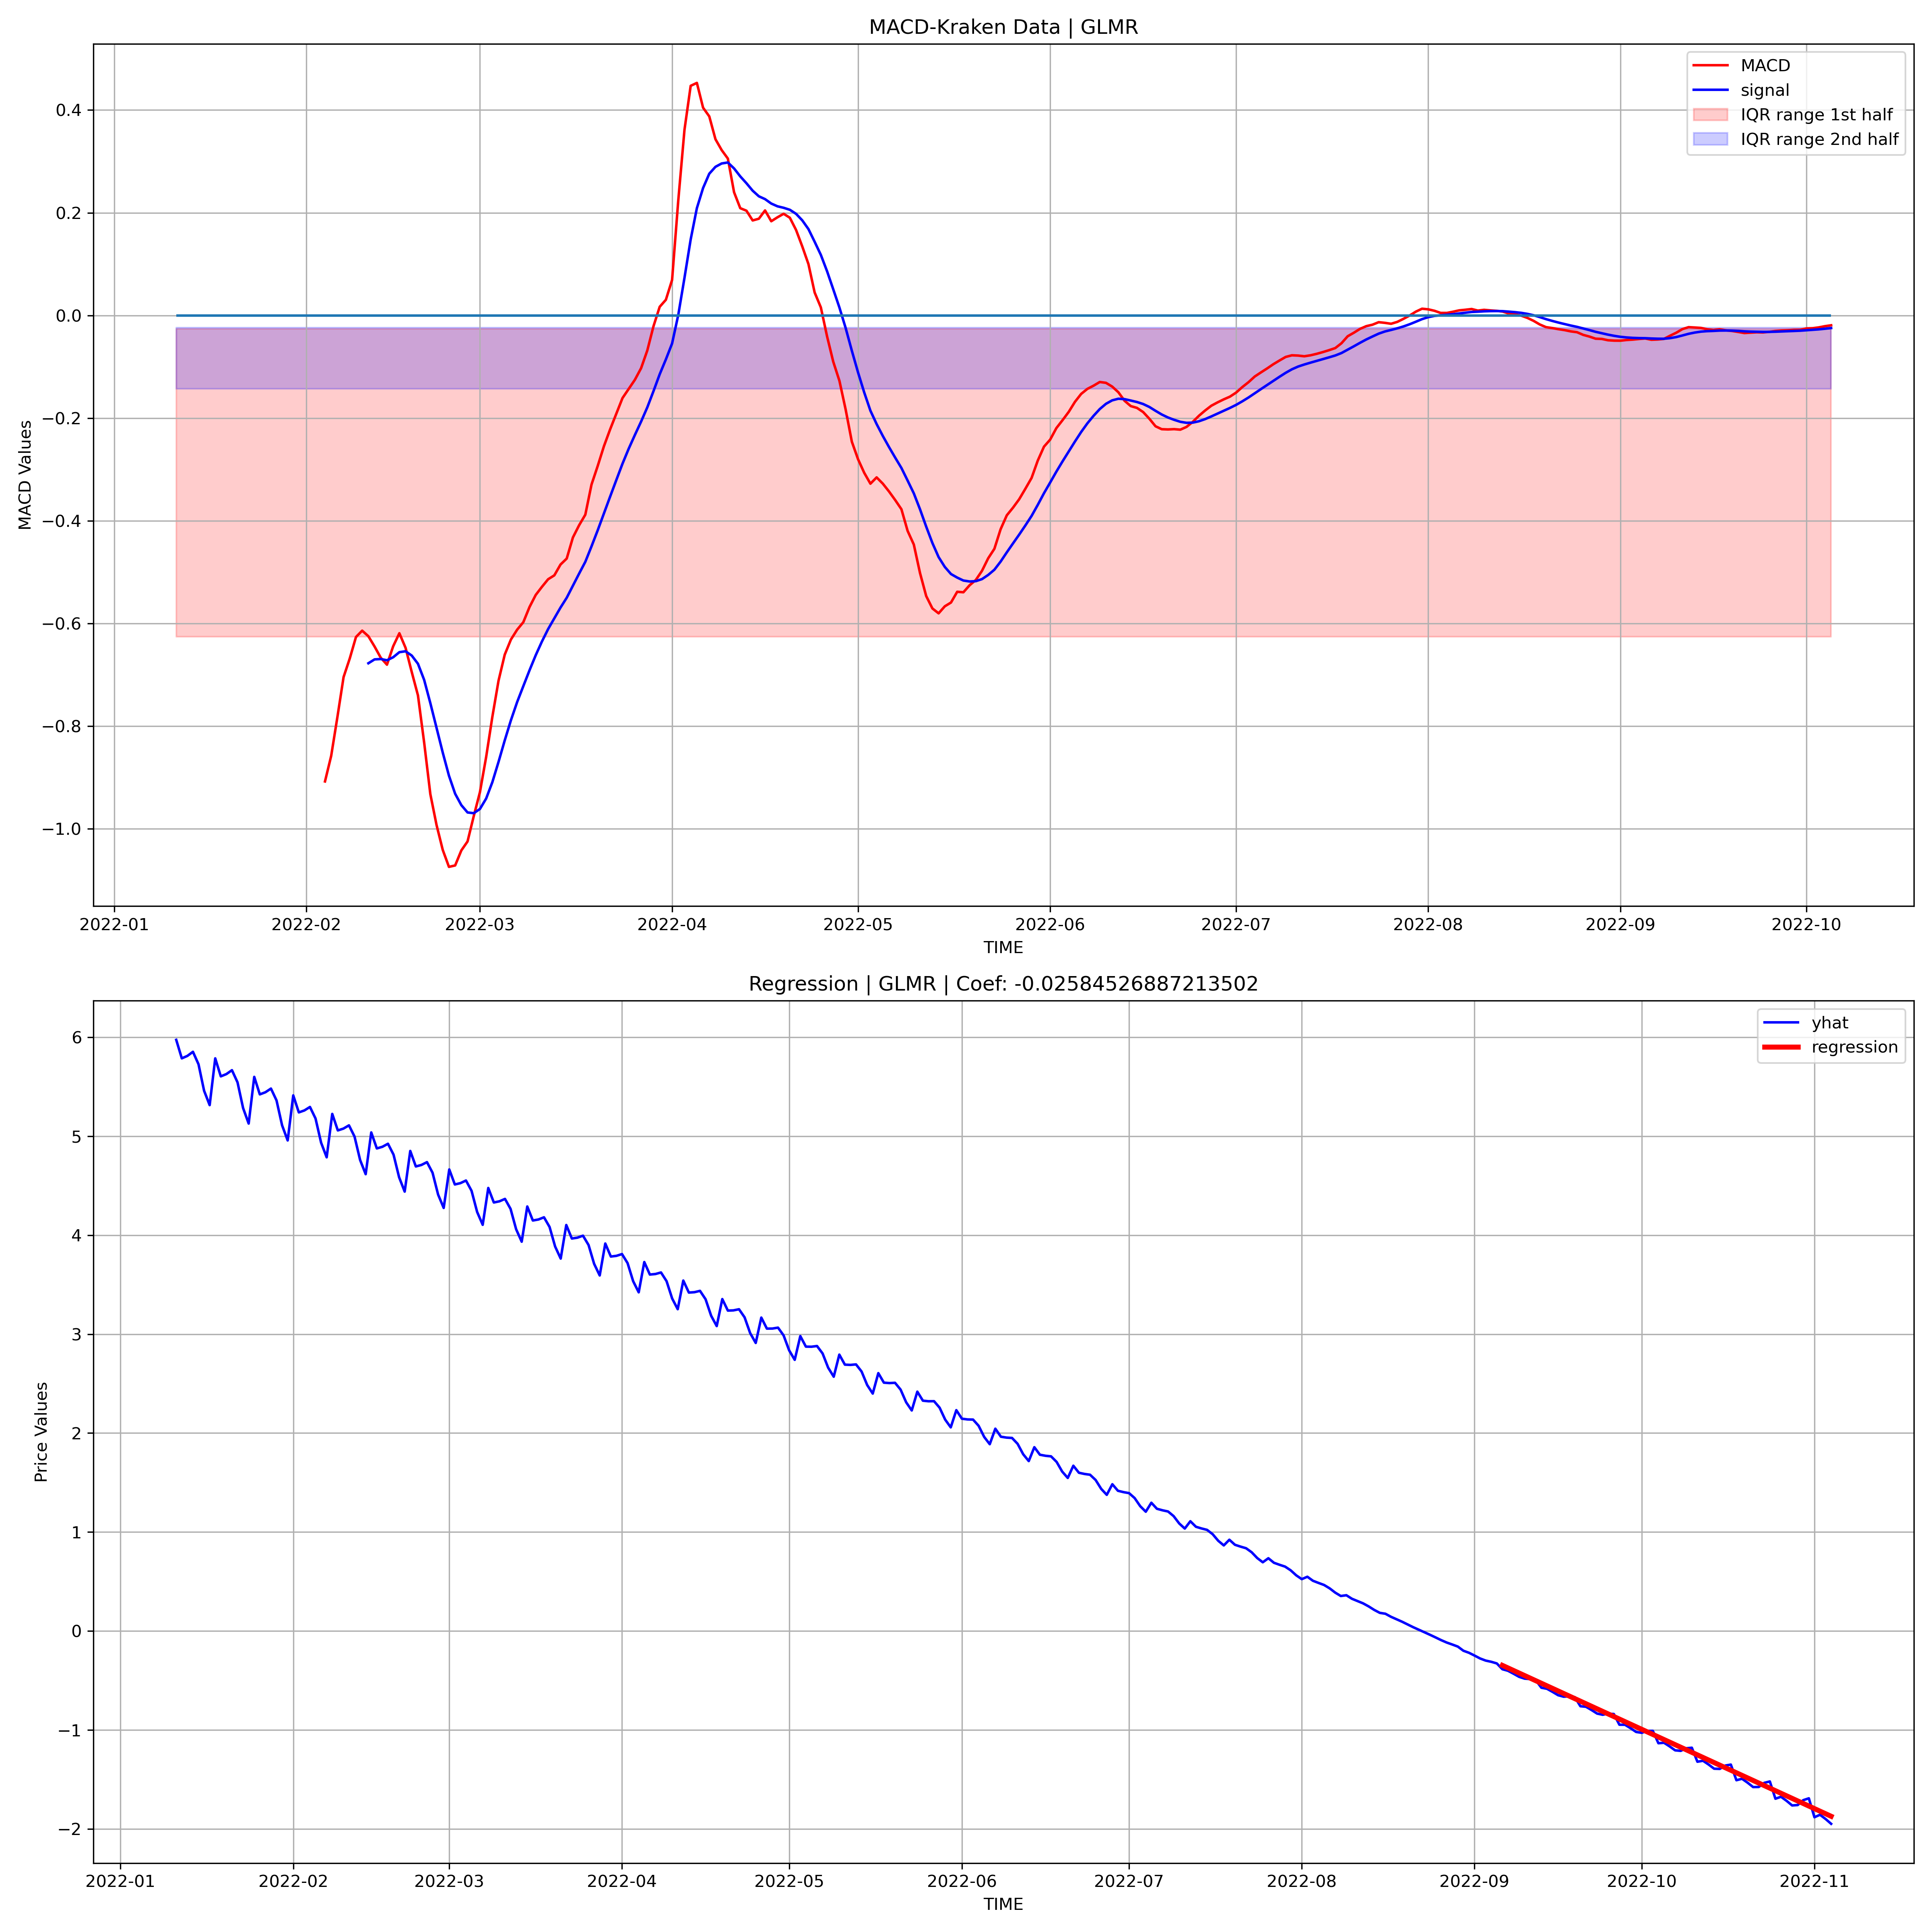 MACD-Kraken Data | GLMR
MACD
signal
IQR range 1st half
IQR range 2nd half
MACD Values
0.4
0.2
0.0
−0.2
−0.4
−0.6
−0.8
−1.0
2022-01 2022-02 2022-03 2022-04 2022-05 2022-06 2022-07 2022-08 2022-09 2022-10
TIME
Regression | GLMR | Coef: -0.02584526887213502
yhat
regression
Price Values
6
5
4
3
2
1
0
−1
−2
2022-01 2022-02 2022-03 2022-04 2022-05 2022-06 2022-07 2022-08 2022-09 2022-10 2022-11
TIME